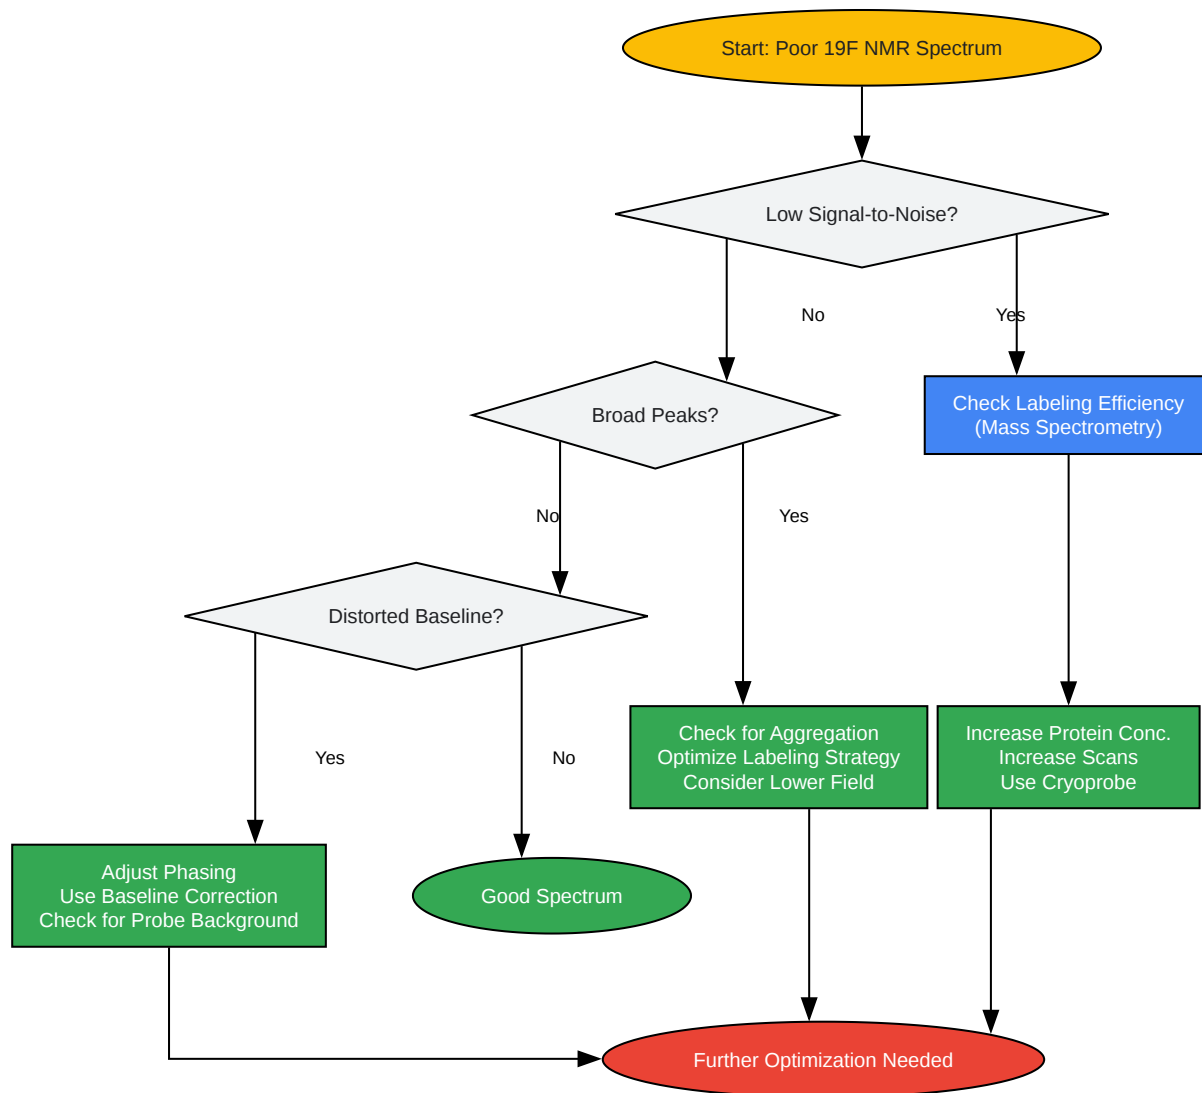 Start: Poor 19F NMR Spectrum
Low Signal-to-Noise?
No
Yes
Broad Peaks?
Check Labeling Efficiency
(Mass Spectrometry)
No
Yes
Distorted Baseline?
Check for Aggregation
Optimize Labeling Strategy
Consider Lower Field
Increase Protein Conc.
Increase Scans
Use Cryoprobe
Yes
No
Adjust Phasing
Use Baseline Correction
Check for Probe Background
Good Spectrum
Further Optimization Needed